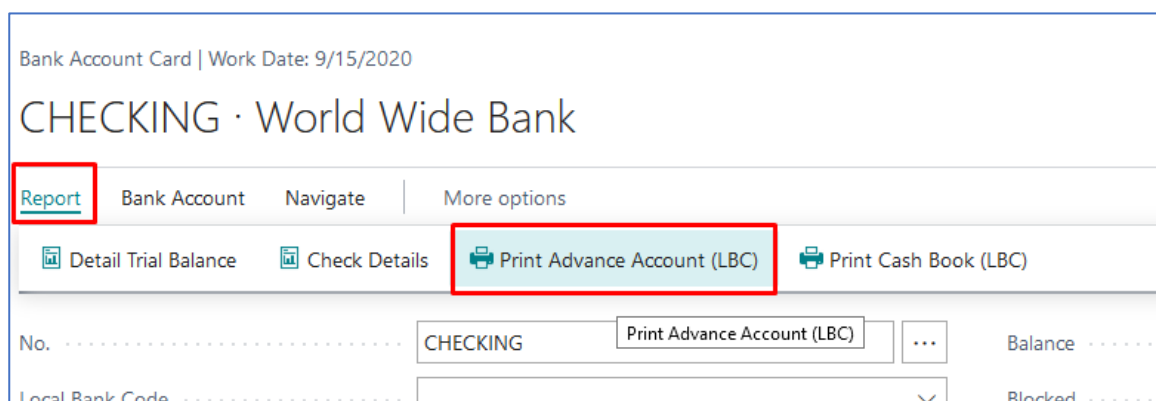 Bank Account Card | Work Date: 9/15/2020
CHECKING · World Wide Bank
Report Bank Account Navigate More options
Detail Trial Balance Check Details Print Advance Account (LBC) Print Cash Book (LBC)
No. CHECKING Print Advance Account (LBC) ... Balance
Local Bank Code Blocked